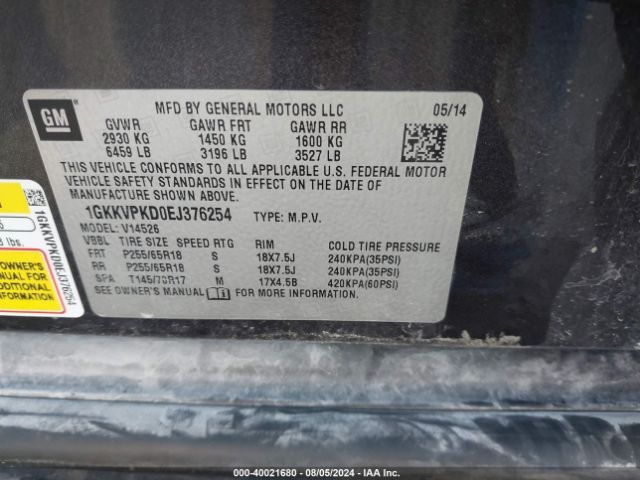 GM
MFD BY GENERAL MOTORS LLC 05/14
GVWR GAWR FRT GAWR RR
2930 KG 1450 KG 1600 KG
6459 LB 3196 LB 3527 LB
THIS VEHICLE CONFORMS TO ALL APPLICABLE U.S. FEDERAL MOTOR
VEHICLE SAFETY STANDARDS IN EFFECT ON THE DATE OF
MANUFACTURE SHOWN ABOVE.
1GKKVPKD0EJ376254 TYPE: M.P.V.
MODEL: V14526
VBBL TIRE SIZE SPEED RTG RIM COLD TIRE PRESSURE
FRT P255/65R18 S 18X7.5J 240KPA(35PSI)
RR P255/65R18 S 18X7.5J 240KPA(35PSI)
SPA T145/70R17 M 17X4.5B 420KPA(60PSI)
SEE OWNER'S MANUAL FOR MORE INFORMATION.
lbs.
1GKKVPKD0EJ376254
OWNER'S
MANUAL FOR
ADDITIONAL
INFORMATION
000-40021680 - 08/05/2024 - IAA Inc.